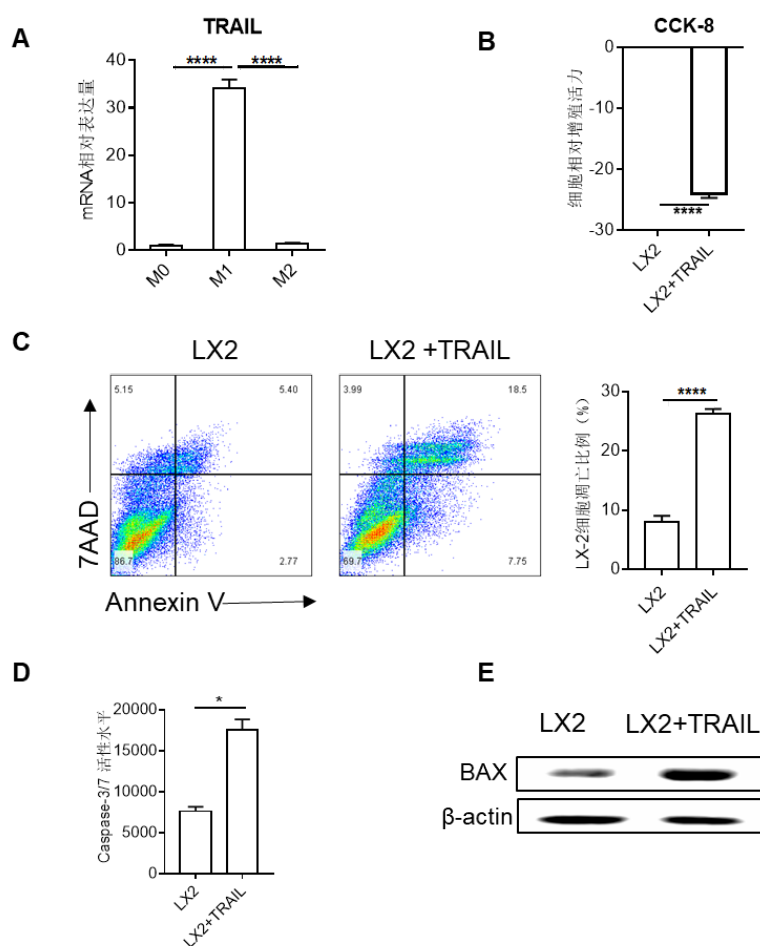 A
TRAIL
mRNA相对表达量
40
30
20
10
0
****
****
M0
M1
M2
B
CCK-8
细胞相对增殖活力
0
-10
-20
-30
****
LX2
LX2+TRAIL
C
LX2
5.15
5.40
86.7
2.77
LX2 +TRAIL
3.99
18.5
69.7
7.75
7AAD
Annexin V
LX-2细胞凋亡比例（%）
30
20
10
0
****
LX2
LX2+TRAIL
D
Caspase-3/7 活性水平
20000
15000
10000
5000
0
*
LX2
LX2+TRAIL
E
LX2
LX2+TRAIL
BAX
β-actin